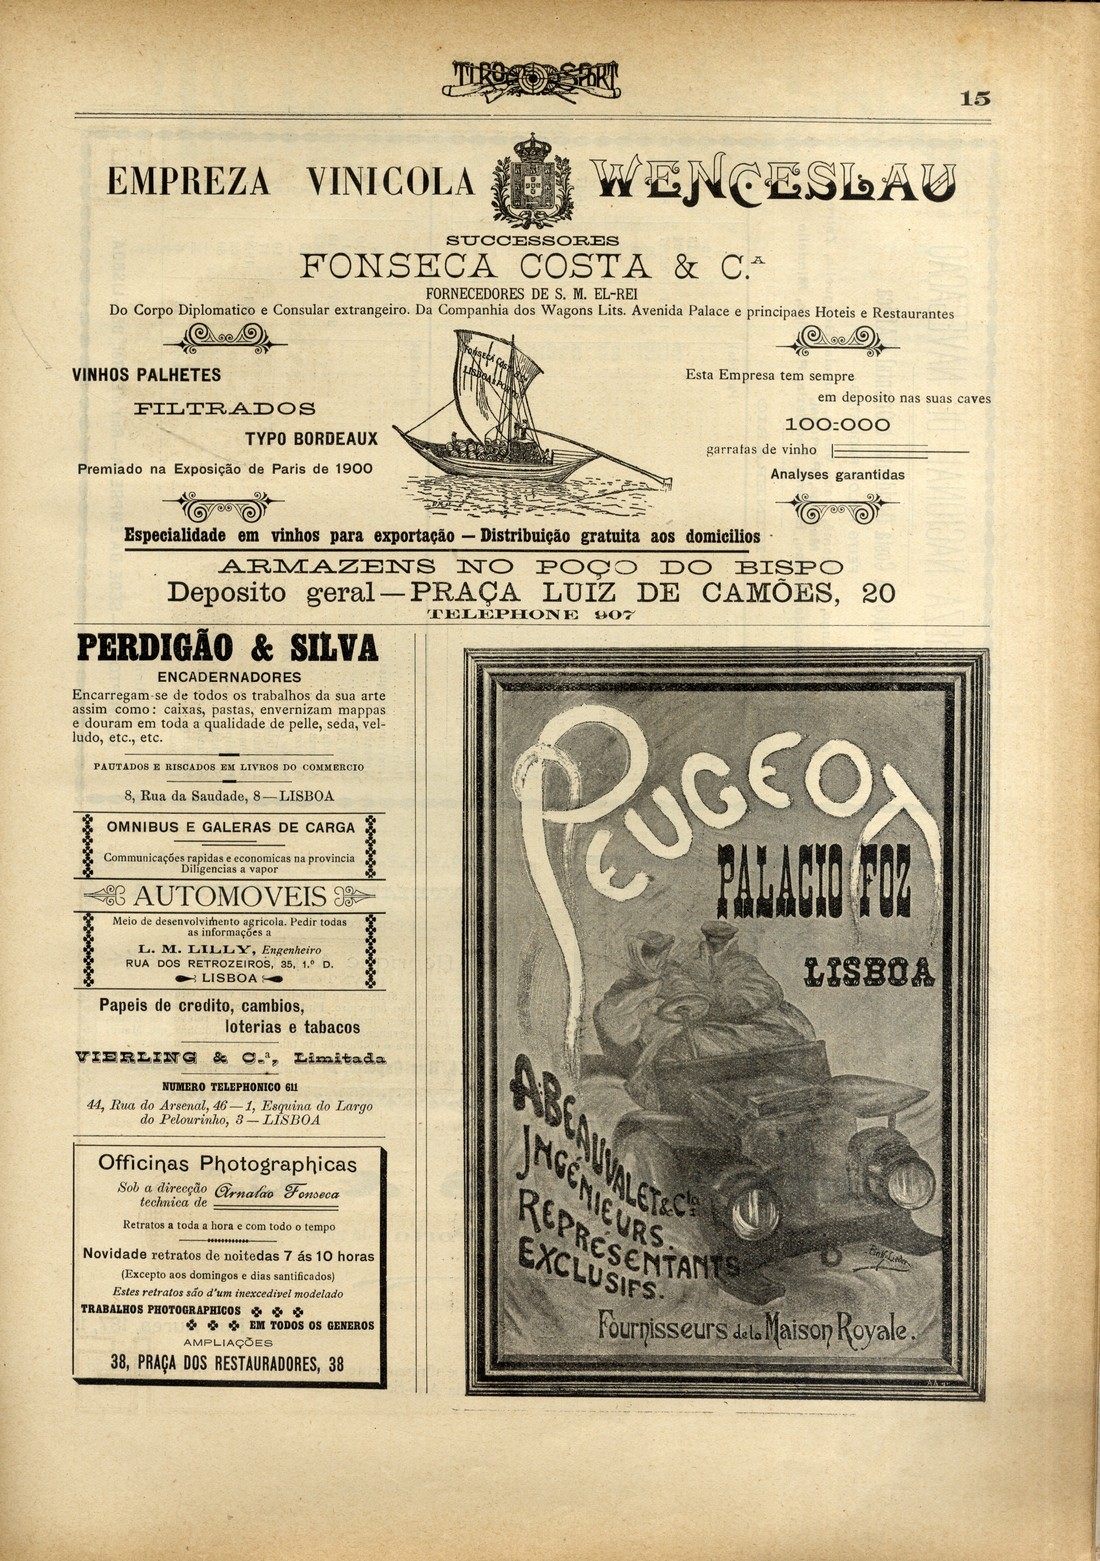 TIRO SPORT
15
EMPREZA VINICOLA WENCESLAU
SUCCESSORES
FONSECA COSTA & C.A
FORNECEDORES DE S. M. EL-REI
Do Corpo Diplomatico e Consular extrangeiro. Da Companhia dos Wagons Lits. Avenida Palace e principaes Hoteis e Restaurantes
VINHOS PALHETES
FILTRADOS
TYPO BORDEAUX
Premiado na Exposição de Paris de 1900
FONSECA COSTA & Cª
LISBOA & PORTO
Esta Empresa tem sempre
em deposito nas suas caves
100:000
garrafas de vinho
Analyses garantidas
Especialidade em vinhos para exportação — Distribuição gratuita aos domicilios
ARMAZENS NO POÇO DO BISPO
Deposito geral — PRAÇA LUIZ DE CAMÕES, 20
TELEPHONE 907
PERDIGÃO & SILVA
ENCADERNADORES
Encarregam-se de todos os trabalhos da sua arte
assim como: caixas, pastas, envernizam mappas
e douram em toda a qualidade de pelle, seda, vel-
ludo, etc., etc.
PAUTADOS E RISCADOS EM LIVROS DO COMMERCIO
8, Rua da Saudade, 8 — LISBOA
OMNIBUS E GALERAS DE CARGA
Communicações rapidas e economicas na provincia
Diligencias a vapor
AUTOMOVEIS
Meio de desenvolvimento agricola. Pedir todas
as informações a
L. M. LILLY, Engenheiro
RUA DOS RETROZEIROS, 35, 1.º D.
LISBOA
Papeis de credito, cambios,
loterias e tabacos
VIERLING & C.ª, Limitada
NUMERO TELEPHONICO 611
44, Rua do Arsenal, 46 — 1, Esquina do Largo
do Pelourinho, 3 — LISBOA
Officinas Photographicas
Sob a direcção
technica de Arnaldo Fonseca
Retratos a toda a hora e com todo o tempo
Novidade retratos de noite das 7 ás 10 horas
(Excepto aos domingos e dias santificados)
Estes retratos são d'um inexcedivel modelado
TRABALHOS PHOTOGRAPHICOS
EM TODOS OS GENEROS
AMPLIAÇÕES
38, PRAÇA DOS RESTAURADORES, 38
PEUGEOT
PALACIO FOZ
LISBOA
A. BEAUVALET & Cia
INGÉNIEURS.
REPRÉSENTANTS
EXCLUSIFS.
Fournisseurs de la Maison Royale.